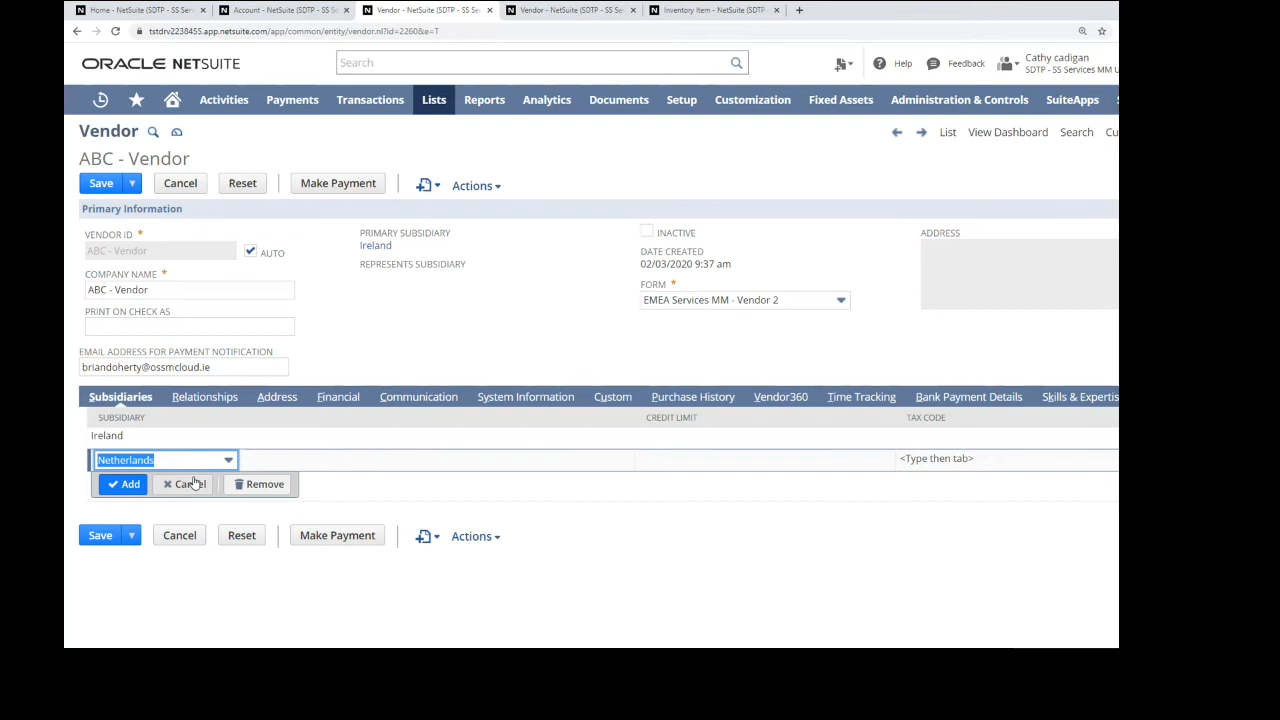 Home - NetSuite (SDTP - SS Serv × Account - NetSuite (SDTP - SS Se × Vendor - NetSuite (SDTP - SS Ser × Vendor - NetSuite (SDTP - SS Ser × Inventory Item - NetSuite (SDTP × +
tstdrv2238455.app.netsuite.com/app/common/entity/vendor.nl?id=2260&e=T
ORACLE NETSUITE Search Help Feedback Cathy cadigan
SDTP - SS Services MM U
Activities Payments Transactions Lists Reports Analytics Documents Setup Customization Fixed Assets Administration & Controls SuiteApps
Vendor List View Dashboard Search Cu
ABC - Vendor
Save Cancel Reset Make Payment Actions
Primary Information
VENDOR ID *
ABC - Vendor AUTO
COMPANY NAME *
ABC - Vendor
PRINT ON CHECK AS
EMAIL ADDRESS FOR PAYMENT NOTIFICATION
briandoherty@ossmcloud.ie
PRIMARY SUBSIDIARY
Ireland
REPRESENTS SUBSIDIARY
INACTIVE
DATE CREATED
02/03/2020 9:37 am
FORM *
EMEA Services MM - Vendor 2
ADDRESS
Subsidiaries Relationships Address Financial Communication System Information Custom Purchase History Vendor360 Time Tracking Bank Payment Details Skills & Expertis
SUBSIDIARY CREDIT LIMIT TAX CODE
Ireland
Netherlands <Type then tab>
Add Cancel Remove
Save Cancel Reset Make Payment Actions